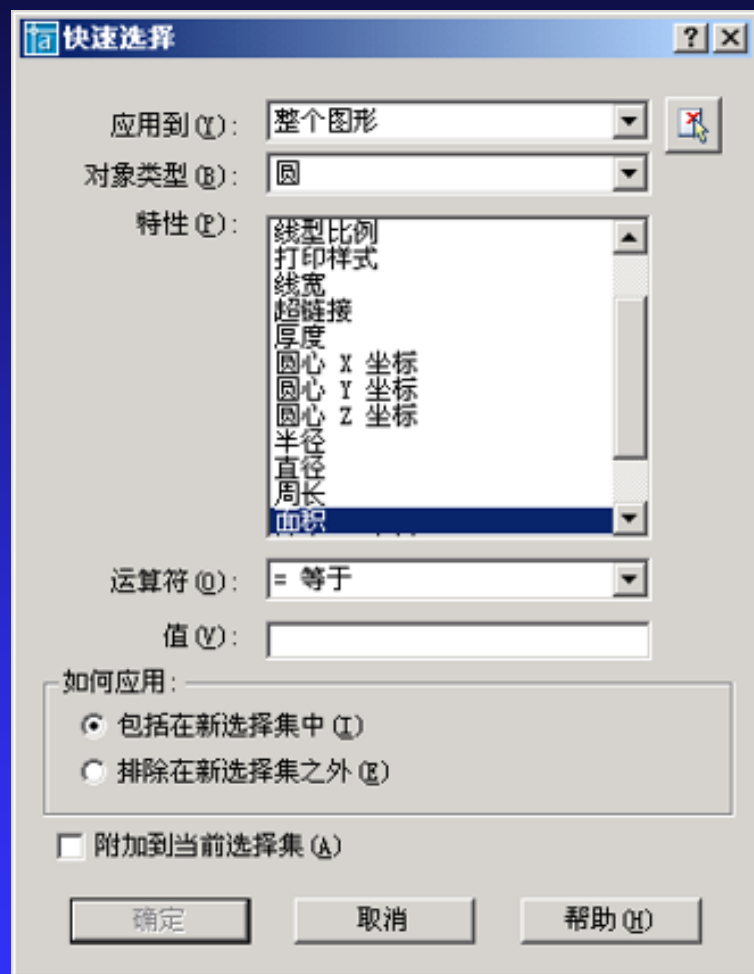 快速选择
应用到(Y):
整个图形
对象类型(B):
圆
特性(P):
线型比例
打印样式
线宽
超链接
厚度
圆心 X 坐标
圆心 Y 坐标
圆心 Z 坐标
半径
直径
周长
面积
运算符(O):
= 等于
值(V):
如何应用:
包括在新选择集中(I)
排除在新选择集之外(E)
附加到当前选择集(A)
确定
取消
帮助(H)